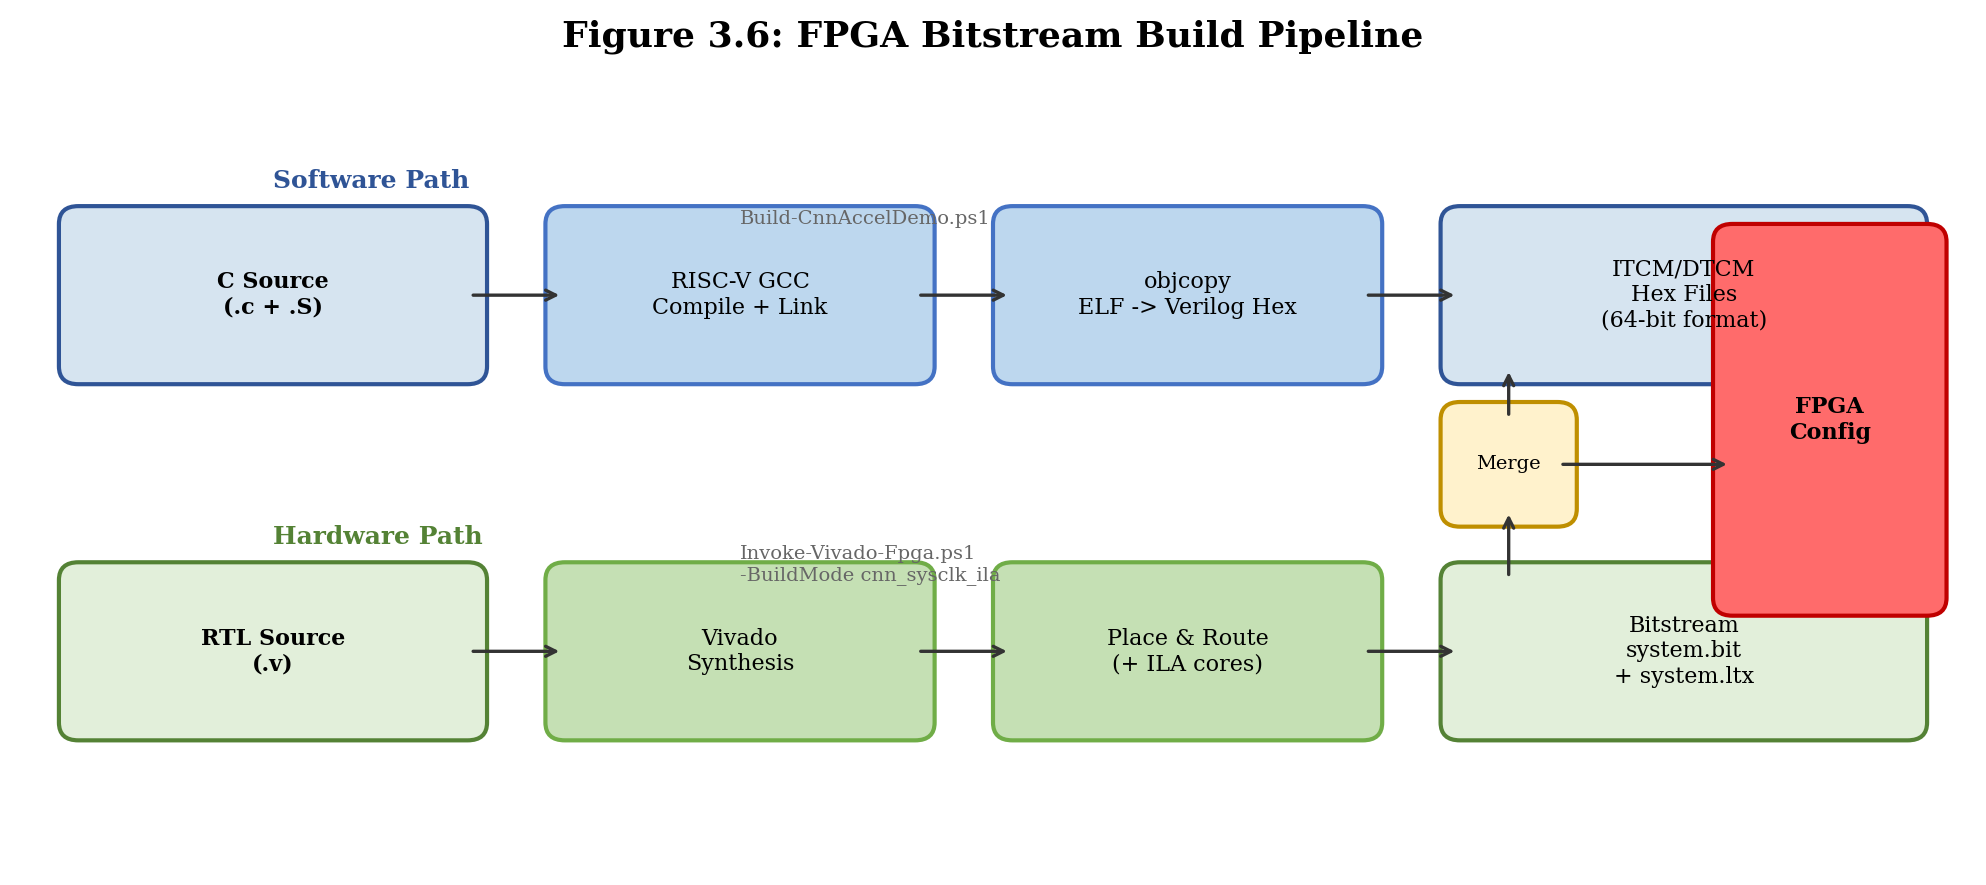 Figure 3.6: FPGA Bitstream Build Pipeline
Software Path
Build-CnnAccelDemo.ps1
C Source
(.c + .S)
RISC-V GCC
Compile + Link
objcopy
ELF -> Verilog Hex
ITCM/DTCM
Hex Files
(64-bit format)
FPGA
Config
Merge
Hardware Path
Invoke-Vivado-Fpga.ps1
-BuildMode cnn_sysclk_ila
RTL Source
(.v)
Vivado
Synthesis
Place & Route
(+ ILA cores)
Bitstream
system.bit
+ system.ltx